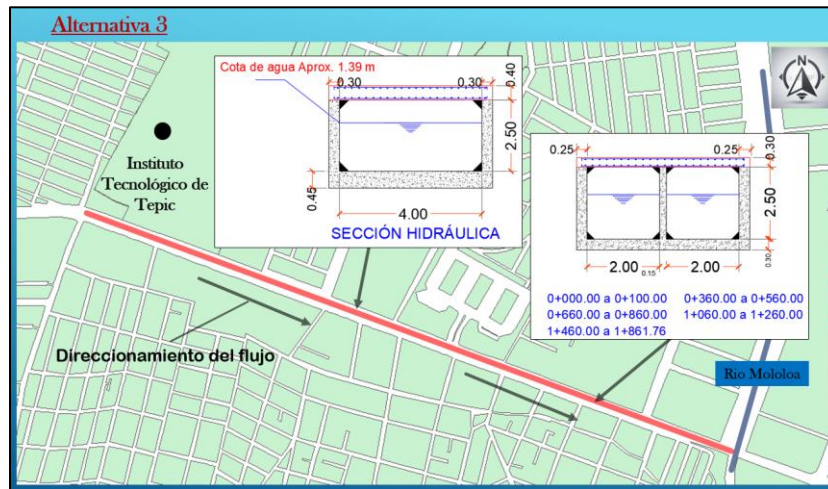 Alternativa 3
Cota de agua Aprox. 1.39 m
0.30
0.30
0.40
2.50
0.45
4.00
SECCIÓN HIDRÁULICA
N
Instituto
Tecnológico de
Tepic
0.25
0.25
0.30
2.50
2.00
0.15
2.00
0.30
0+000.00 a 0+100.00
0+360.00 a 0+560.00
0+660.00 a 0+860.00
1+060.00 a 1+260.00
1+460.00 a 1+861.76
Direccionamiento del flujo
Rio Mololoa